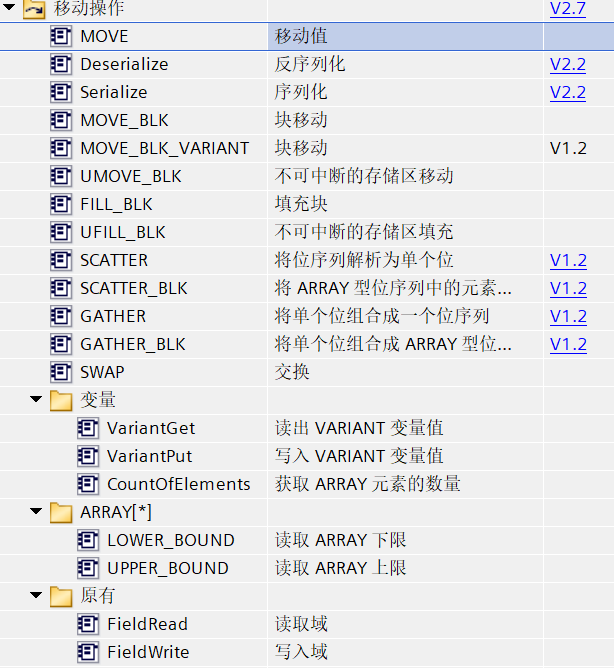 移动操作 V2.7
MOVE 移动值
Deserialize 反序列化 V2.2
Serialize 序列化 V2.2
MOVE_BLK 块移动
MOVE_BLK_VARIANT 块移动 V1.2
UMOVE_BLK 不可中断的存储区移动
FILL_BLK 填充块
UFILL_BLK 不可中断的存储区填充
SCATTER 将位序列解析为单个位 V1.2
SCATTER_BLK 将 ARRAY 型位序列中的元素... V1.2
GATHER 将单个位组合成一个位序列 V1.2
GATHER_BLK 将单个位组合成 ARRAY 型位... V1.2
SWAP 交换
变量
VariantGet 读出 VARIANT 变量值
VariantPut 写入 VARIANT 变量值
CountOfElements 获取 ARRAY 元素的数量
ARRAY[*]
LOWER_BOUND 读取 ARRAY 下限
UPPER_BOUND 读取 ARRAY 上限
原有
FieldRead 读取域
FieldWrite 写入域